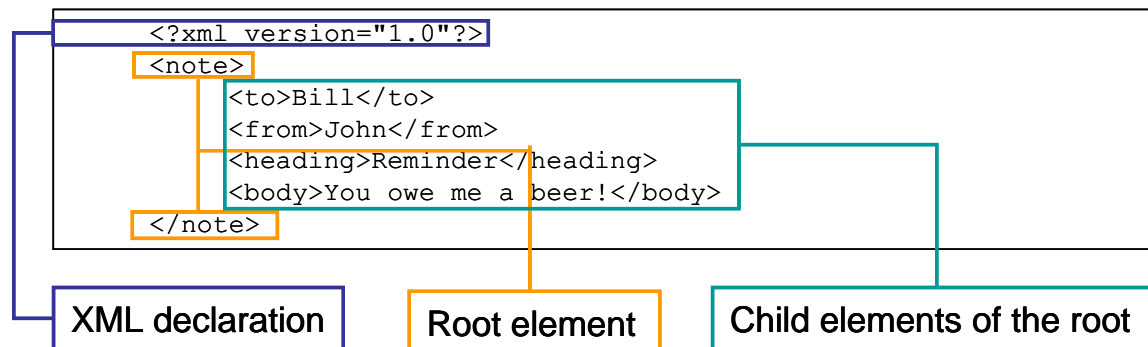 <?xml version="1.0"?>
<note>
<to>Bill</to>
<from>John</from>
<heading>Reminder</heading>
<body>You owe me a beer!</body>
</note>
XML declaration
Root element
Child elements of the root